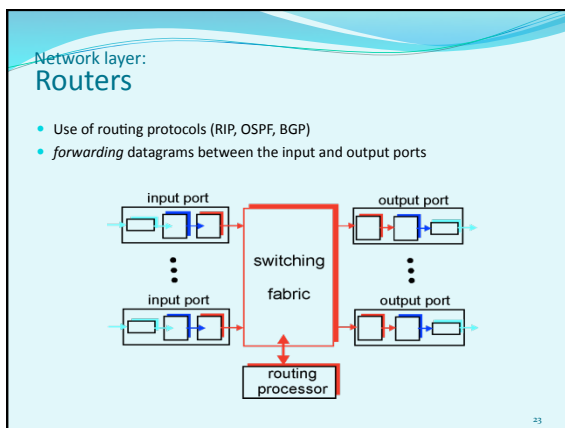 Network layer:
Routers
• Use of routing protocols (RIP, OSPF, BGP)
• forwarding datagrams between the input and output ports
input port
output port
switching
fabric
input port
output port
routing
processor
23